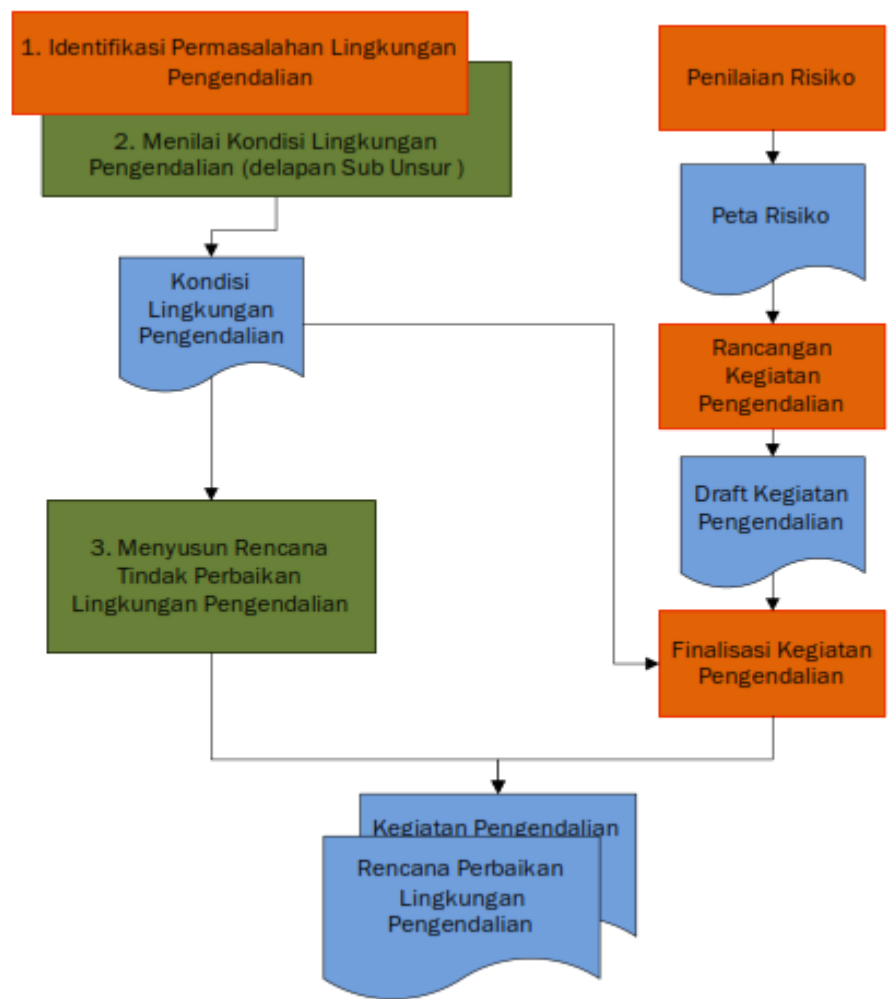 1. Identifikasi Permasalahan Lingkungan
Pengendalian
2. Menilai Kondisi Lingkungan
Pengendalian (delapan Sub Unsur )
Kondisi
Lingkungan
Pengendalian
3. Menyusun Rencana
Tindak Perbaikan
Lingkungan Pengendalian
Penilaian Risiko
Peta Risiko
Rancangan
Kegiatan
Pengendalian
Draft Kegiatan
Pengendalian
Finalisasi Kegiatan
Pengendalian
Kegiatan Pengendalian
Rencana Perbaikan
Lingkungan
Pengendalian